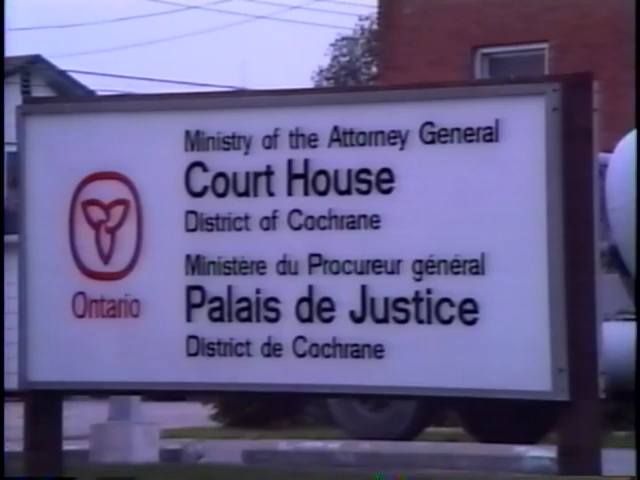 Ministry of the Attorney General
Court House
District of Cochrane
Ministère du Procureur général
Palais de Justice
District de Cochrane
Ontario